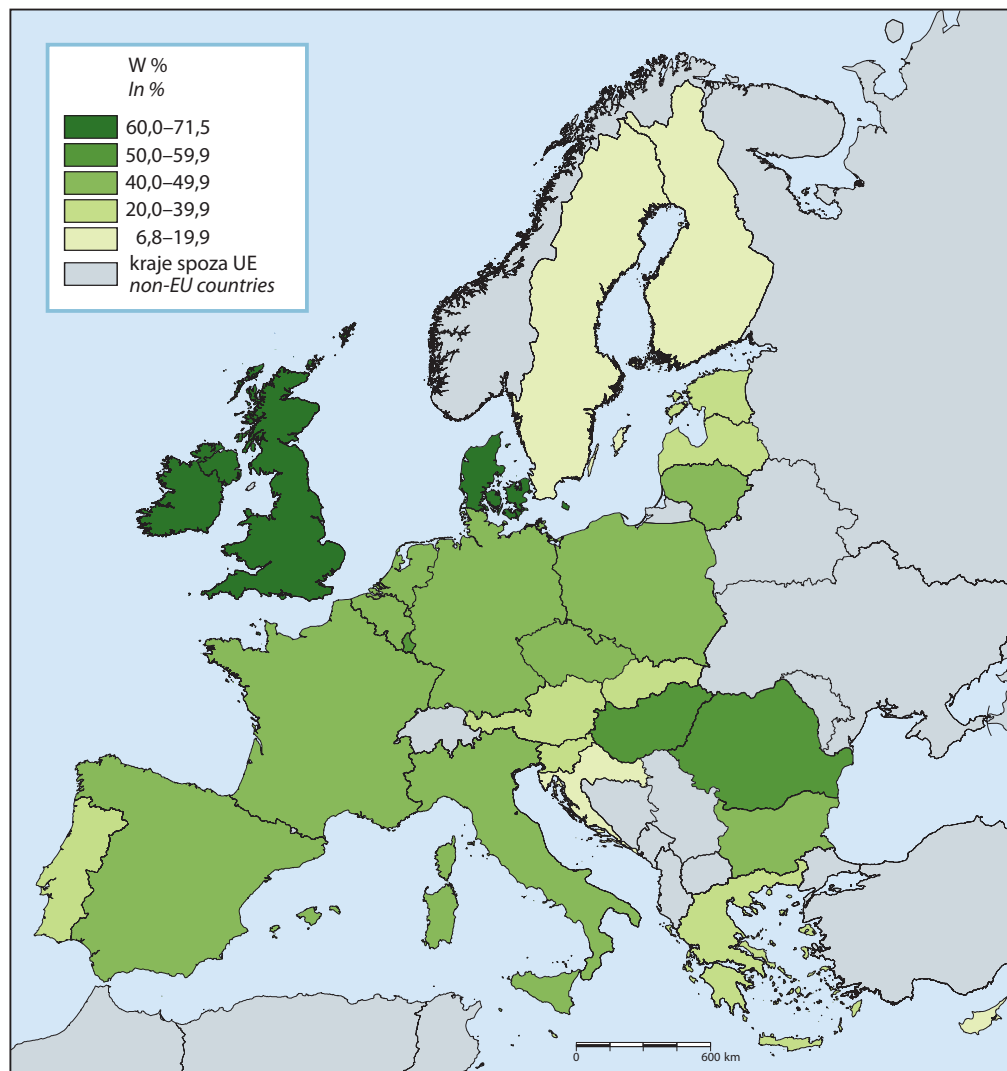 W %
In %
60,0–71,5
50,0–59,9
40,0–49,9
20,0–39,9
6,8–19,9
kraje spoza UE
non-EU countries
0 600 km